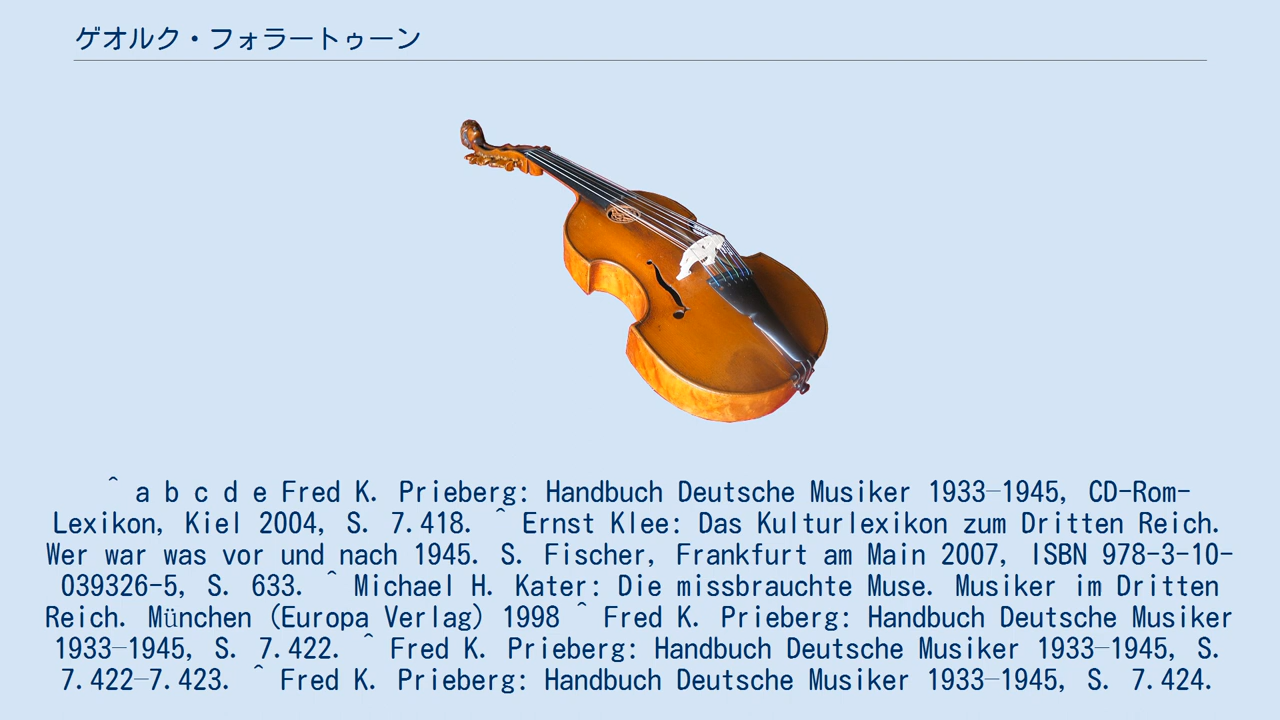 ゲオルク・フォラートゥーン
^ a b c d e Fred K. Prieberg: Handbuch Deutsche Musiker 1933–1945, CD-Rom-
Lexikon, Kiel 2004, S. 7.418. ^ Ernst Klee: Das Kulturlexikon zum Dritten Reich.
Wer war was vor und nach 1945. S. Fischer, Frankfurt am Main 2007, ISBN 978-3-10-
039326-5, S. 633. ^ Michael H. Kater: Die missbrauchte Muse. Musiker im Dritten
Reich. München (Europa Verlag) 1998 ^ Fred K. Prieberg: Handbuch Deutsche Musiker
1933–1945, S. 7.422. ^ Fred K. Prieberg: Handbuch Deutsche Musiker 1933–1945, S.
7.422–7.423. ^ Fred K. Prieberg: Handbuch Deutsche Musiker 1933–1945, S. 7.424.